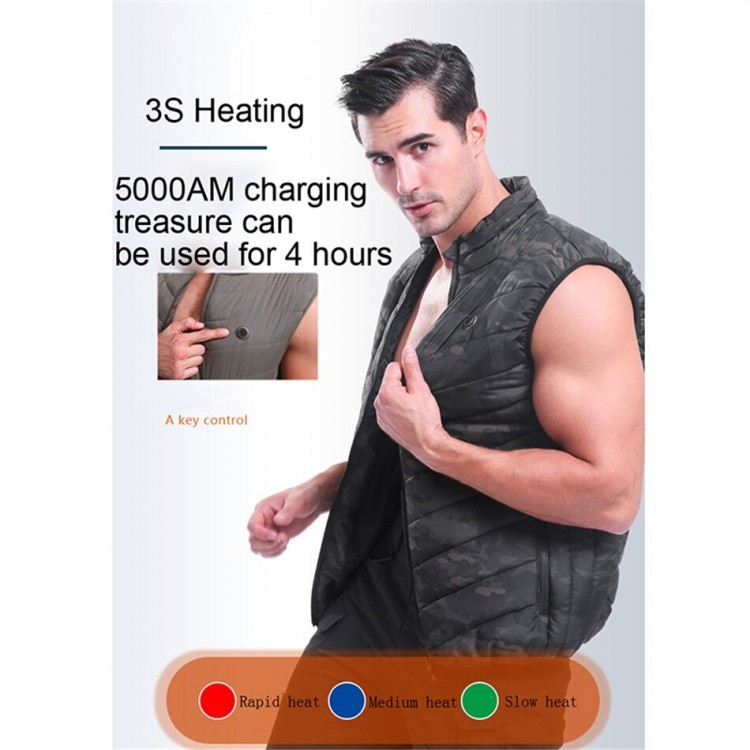 3S Heating
5000AM charging
treasure can
be used for 4 hours
A key control
Rapid heat
Medium heat
Slow heat